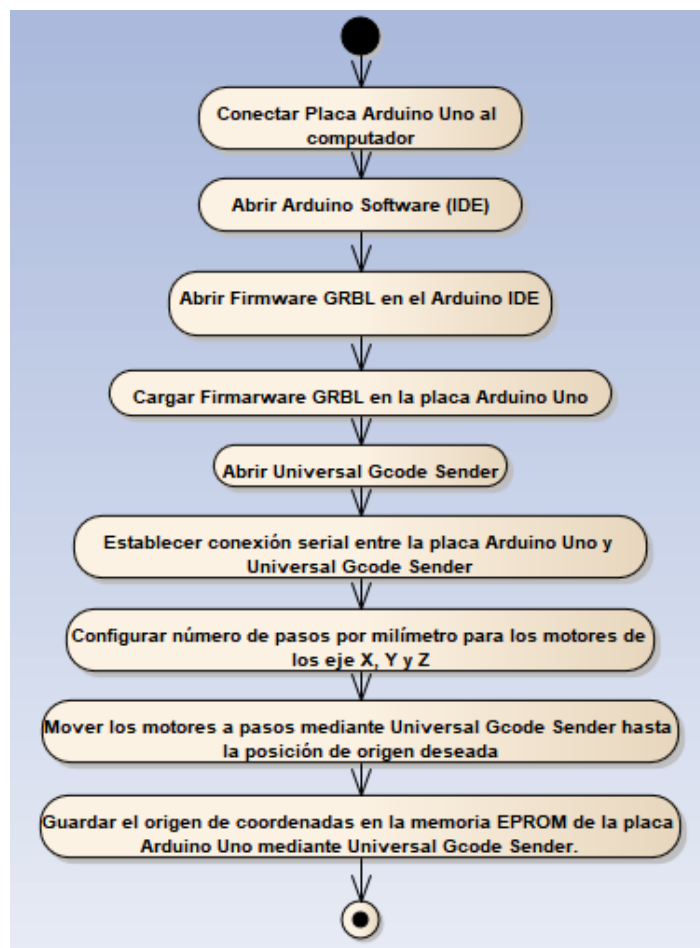 Conectar Placa Arduino Uno al
computador
Abrir Arduino Software (IDE)
Abrir Firmware GRBL en el Arduino IDE
Cargar Firmarware GRBL en la placa Arduino Uno
Abrir Universal Gcode Sender
Establecer conexión serial entre la placa Arduino Uno y
Universal Gcode Sender
Configurar número de pasos por milímetro para los motores de
los eje X, Y y Z
Mover los motores a pasos mediante Universal Gcode Sender hasta
la posición de origen deseada
Guardar el origen de coordenadas en la memoria EPROM de la placa
Arduino Uno mediante Universal Gcode Sender.